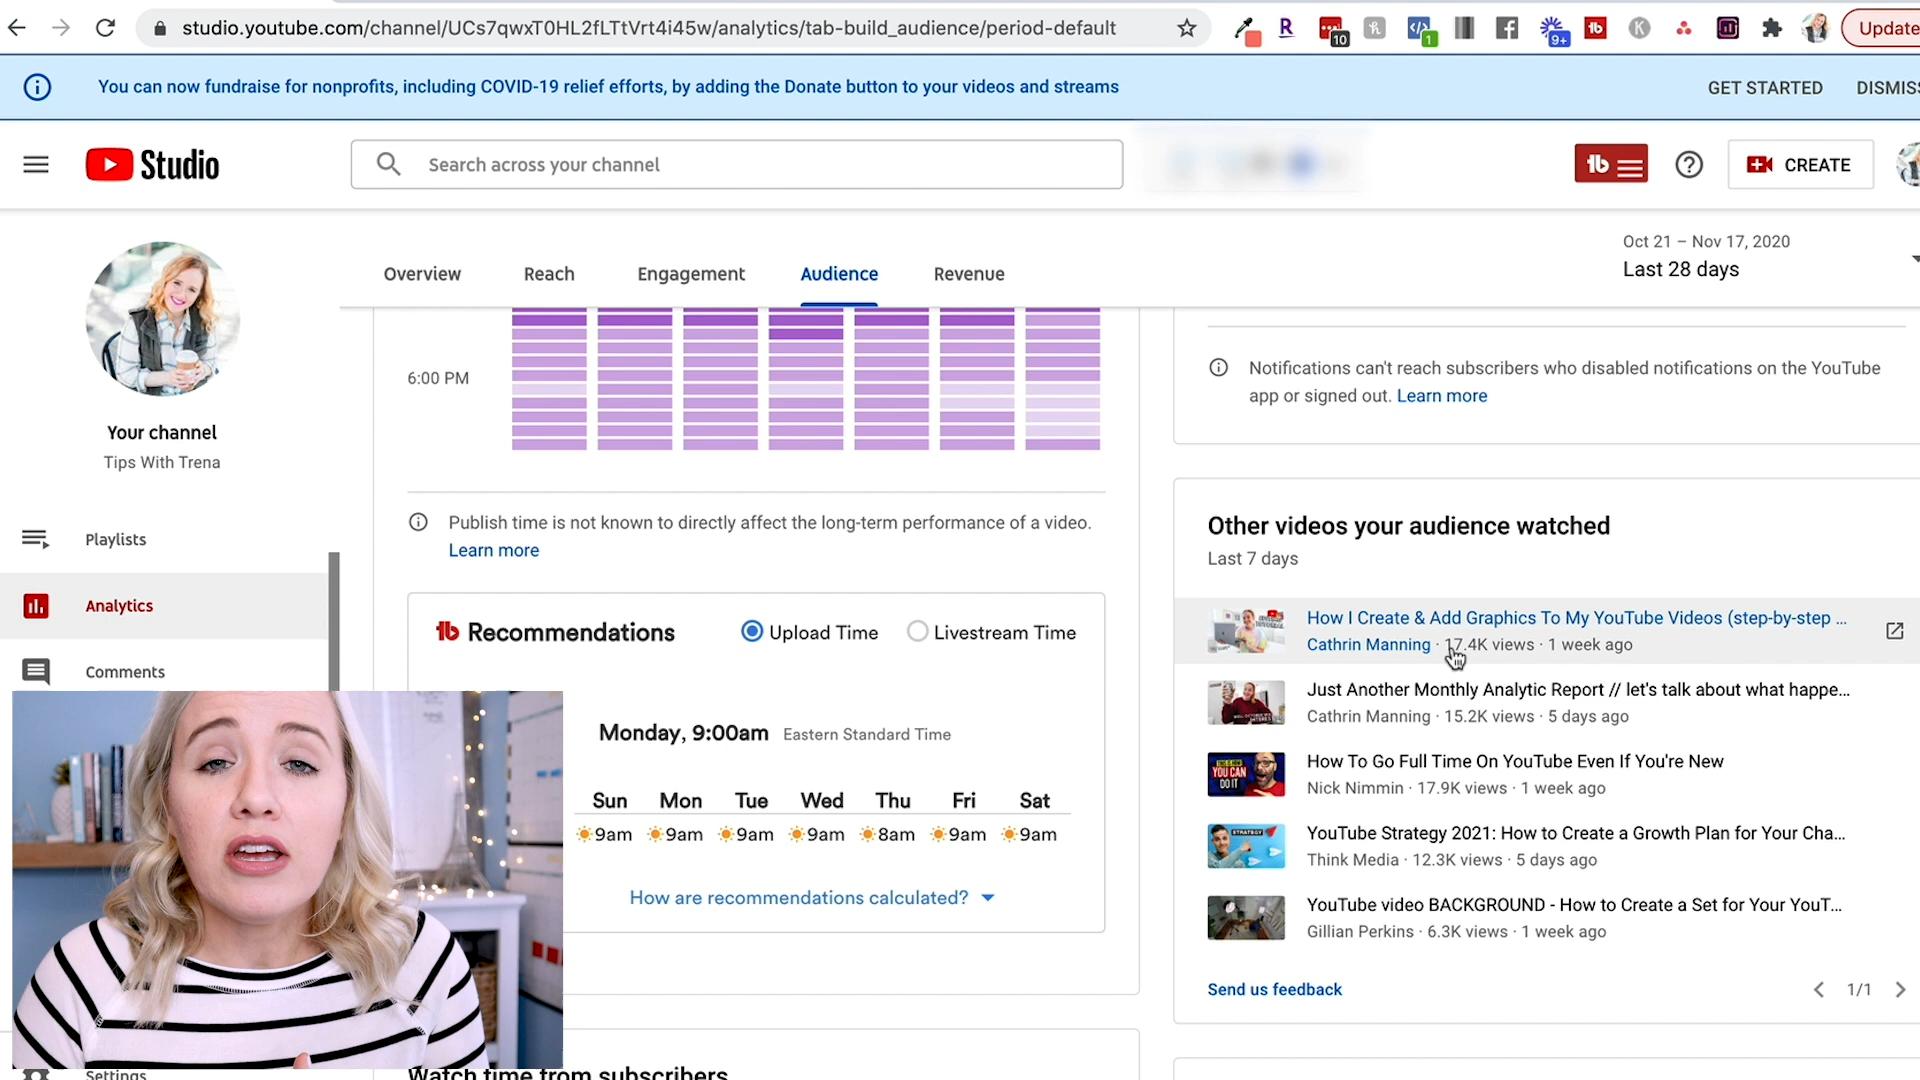 studio.youtube.com/channel/UCs7qwxT0HL2fLTtVrt4i45w/analytics/tab-build_audience/period-default
10
1
9+
Update
You can now fundraise for nonprofits, including COVID-19 relief efforts, by adding the Donate button to your videos and streams
GET STARTED
DISMISS
Studio
Search across your channel
CREATE
Overview
Reach
Engagement
Audience
Revenue
Oct 21 – Nov 17, 2020
Last 28 days
Your channel
Tips With Trena
Playlists
Analytics
Comments
Settings
6:00 PM
Publish time is not known to directly affect the long-term performance of a video.
Learn more
Recommendations
Upload Time
Livestream Time
Monday, 9:00am Eastern Standard Time
Sun Mon Tue Wed Thu Fri Sat
9am 9am 9am 9am 8am 9am 9am
How are recommendations calculated?
Watch time from subscribers
Notifications can't reach subscribers who disabled notifications on the YouTube
app or signed out. Learn more
Other videos your audience watched
Last 7 days
How I Create & Add Graphics To My YouTube Videos (step-by-step ...
Cathrin Manning · 17.4K views · 1 week ago
Just Another Monthly Analytic Report // let's talk about what happe...
Cathrin Manning · 15.2K views · 5 days ago
YOU CAN
DO IT
How To Go Full Time On YouTube Even If You're New
Nick Nimmin · 17.9K views · 1 week ago
STRATEGY
YouTube Strategy 2021: How to Create a Growth Plan for Your Cha...
Think Media · 12.3K views · 5 days ago
YouTube video BACKGROUND - How to Create a Set for Your YouT...
Gillian Perkins · 6.3K views · 1 week ago
Send us feedback
1/1